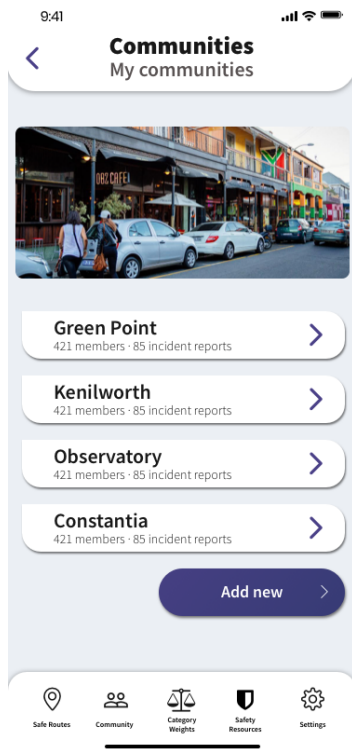 9:41
Communities
My communities
OBZ CAFE
Green Point
421 members · 85 incident reports
Kenilworth
421 members · 85 incident reports
Observatory
421 members · 85 incident reports
Constantia
421 members · 85 incident reports
Add new
Safe Routes
Community
Category
Weights
Safety
Resources
Settings